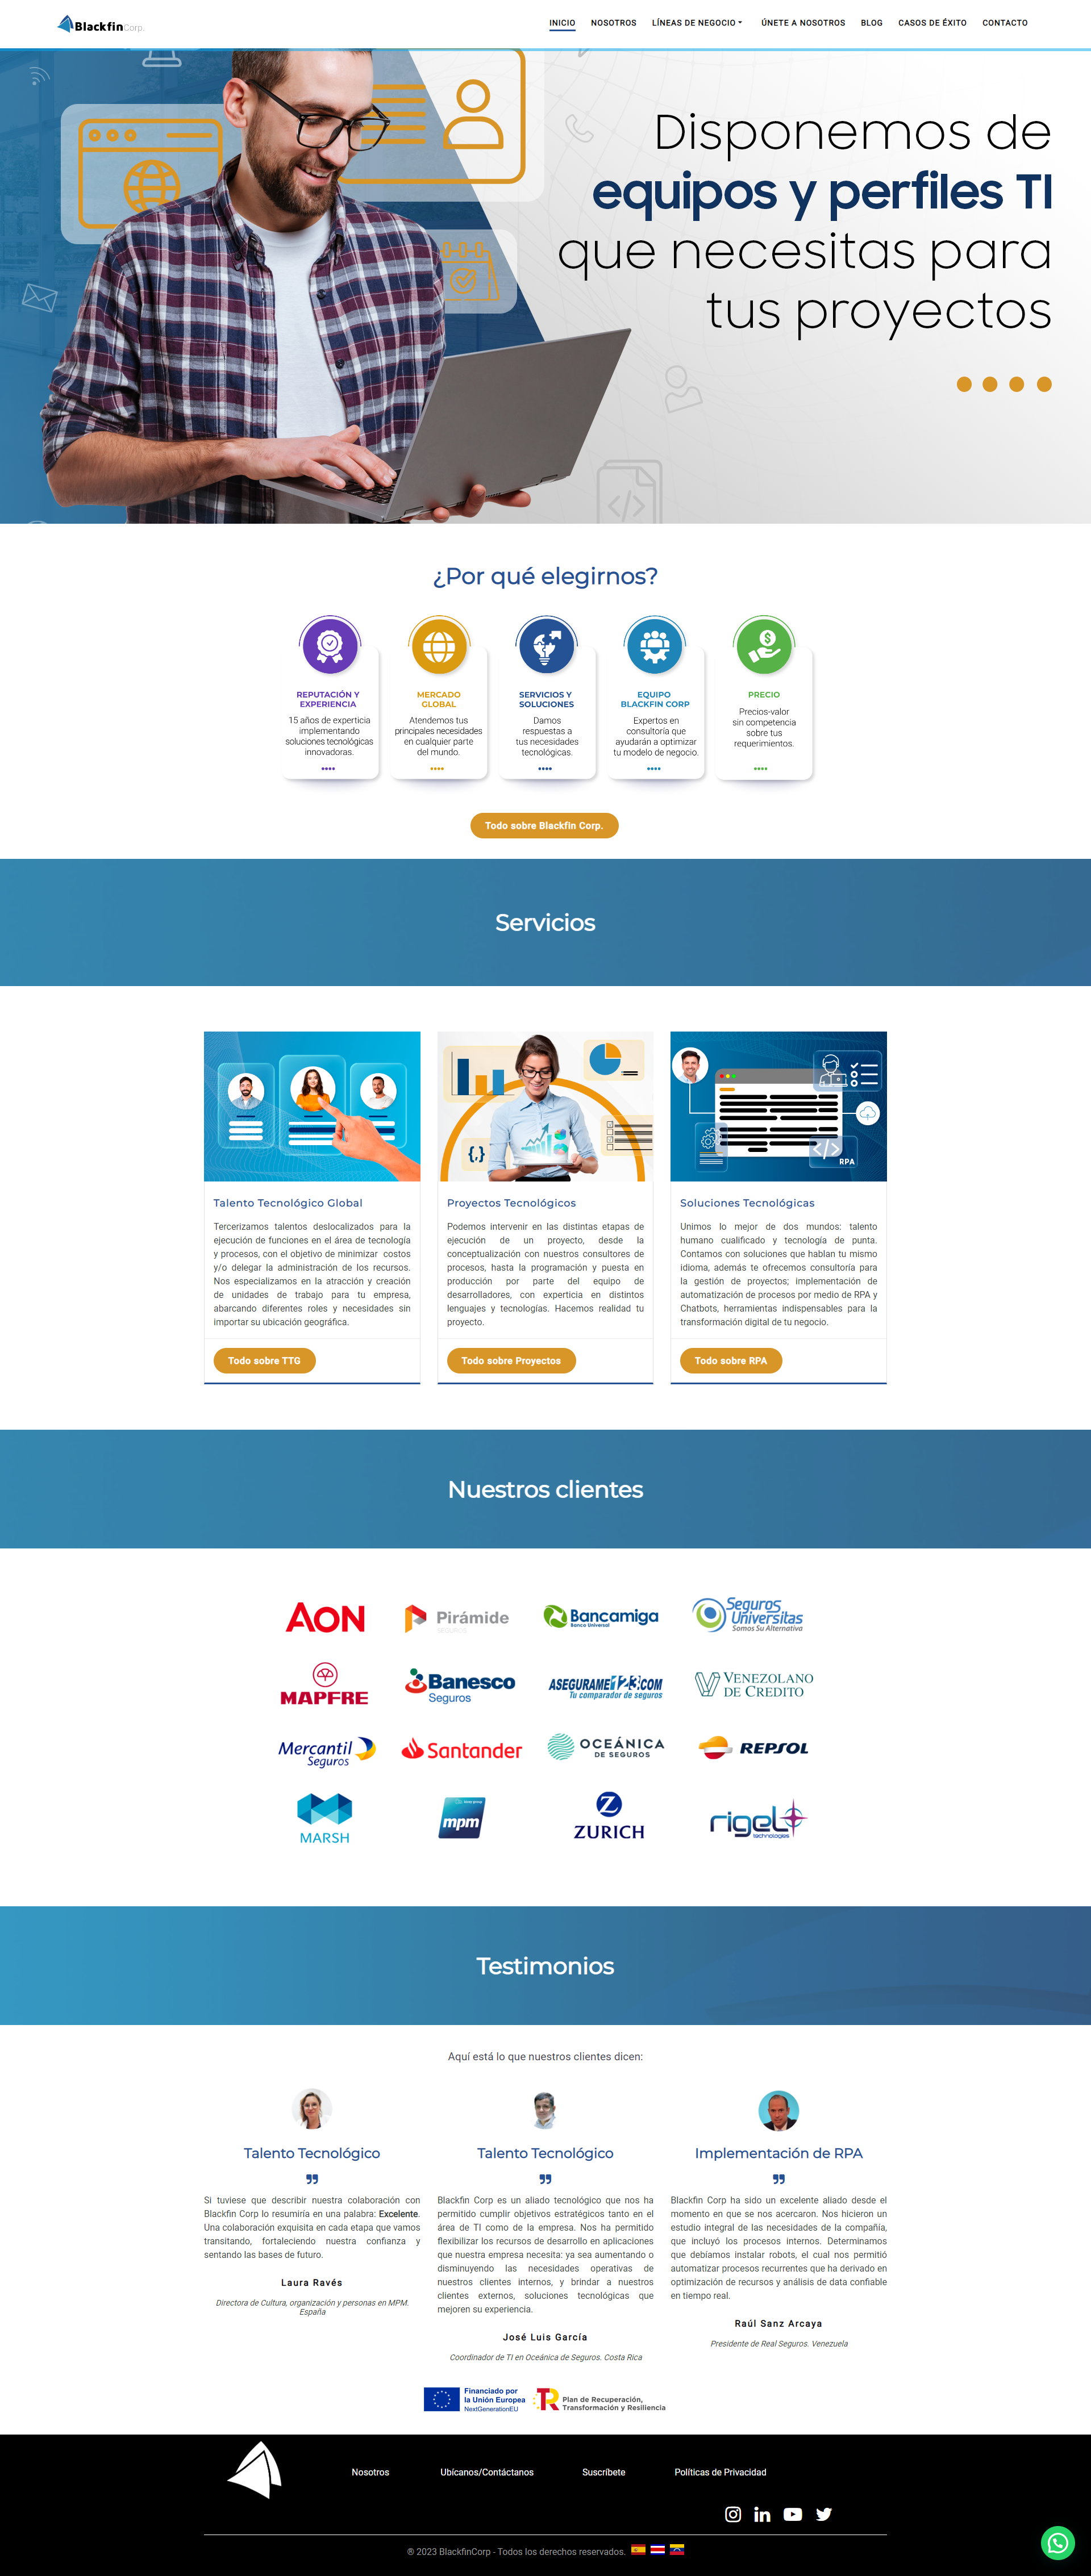 BlackfinCorp.
INICIO
NOSOTROS
LÍNEAS DE NEGOCIO
ÚNETE A NOSOTROS
BLOG
CASOS DE ÉXITO
CONTACTO
Disponemos de
equipos y perfiles TI
que necesitas para
tus proyectos
¿Por qué elegirnos?
REPUTACIÓN Y
EXPERIENCIA
15 años de experticia
implementando
soluciones tecnológicas
innovadoras.
MERCADO
GLOBAL
Atendemos tus
principales necesidades
en cualquier parte
del mundo.
SERVICIOS Y
SOLUCIONES
Damos
respuestas a
tus necesidades
tecnológicas.
EQUIPO
BLACKFIN CORP
Expertos en
consultoría que
ayudarán a optimizar
tu modelo de negocio.
PRECIO
Precios-valor
sin competencia
sobre tus
requerimientos.
Todo sobre Blackfin Corp.
Servicios
Talento Tecnológico Global
Tercerizamos talentos deslocalizados para la
ejecución de funciones en el área de tecnología
y procesos, con el objetivo de minimizar costos
y/o delegar la administración de los recursos.
Nos especializamos en la atracción y creación
de unidades de trabajo para tu empresa,
abarcando diferentes roles y necesidades sin
importar su ubicación geográfica.
Todo sobre TTG
{}
Proyectos Tecnológicos
Podemos intervenir en las distintas etapas de
ejecución de un proyecto, desde la
conceptualización con nuestros consultores de
procesos, hasta la programación y puesta en
producción por parte del equipo de
desarrolladores, con experticia en distintos
lenguajes y tecnologías. Hacemos realidad tu
proyecto.
Todo sobre Proyectos
</>
RPA
Soluciones Tecnológicas
Unimos lo mejor de dos mundos: talento
humano cualificado y tecnología de punta.
Contamos con soluciones que hablan tu mismo
idioma, además te ofrecemos consultoría para
la gestión de proyectos; implementación de
automatización de procesos por medio de RPA y
Chatbots, herramientas indispensables para la
transformación digital de tu negocio.
Todo sobre RPA
Nuestros clientes
AON
Pirámide
SEGUROS
Bancamiga
Banco Universal
Seguros
Universitas
Somos Su Alternativa
MAPFRE
Banesco
Seguros
ASEGURAME123.COM
Tu comparador de seguros
VENEZOLANO
DE CREDITO
Mercantil
Seguros
Santander
OCEÁNICA
DE SEGUROS
REPSOL
MARSH
mpm
Z
ZURICH
rigel
technologies
Testimonios
Aquí está lo que nuestros clientes dicen:
Talento Tecnológico
Si tuviese que describir nuestra colaboración con
Blackfin Corp lo resumiría en una palabra: Excelente.
Una colaboración exquisita en cada etapa que vamos
transitando, fortaleciendo nuestra confianza y
sentando las bases de futuro.
Laura Ravés
Directora de Cultura, organización y personas en MPM.
España
Talento Tecnológico
Blackfin Corp es un aliado tecnológico que nos ha
permitido cumplir objetivos estratégicos tanto en el
área de TI como de la empresa. Nos ha permitido
flexibilizar los recursos de desarrollo en aplicaciones
que nuestra empresa necesita: ya sea aumentando o
disminuyendo las necesidades operativas de
nuestros clientes internos, y brindar a nuestros
clientes externos, soluciones tecnológicas que
mejoren su experiencia.
José Luis García
Coordinador de TI en Oceánica de Seguros. Costa Rica
Implementación de RPA
Blackfin Corp ha sido un excelente aliado desde el
momento en que se nos acercaron. Nos hicieron un
estudio integral de las necesidades de la compañía,
que incluyó los procesos internos. Determinamos
que debíamos instalar robots, el cual nos permitió
automatizar procesos recurrentes que ha derivado en
optimización de recursos y análisis de data confiable
en tiempo real.
Raúl Sanz Arcaya
Presidente de Real Seguros. Venezuela
Financiado por
la Unión Europea
NextGenerationEU
Plan de Recuperación,
Transformación y Resiliencia
Nosotros
Ubícanos/Contáctanos
Suscríbete
Políticas de Privacidad
® 2023 BlackfinCorp - Todos los derechos reservados.